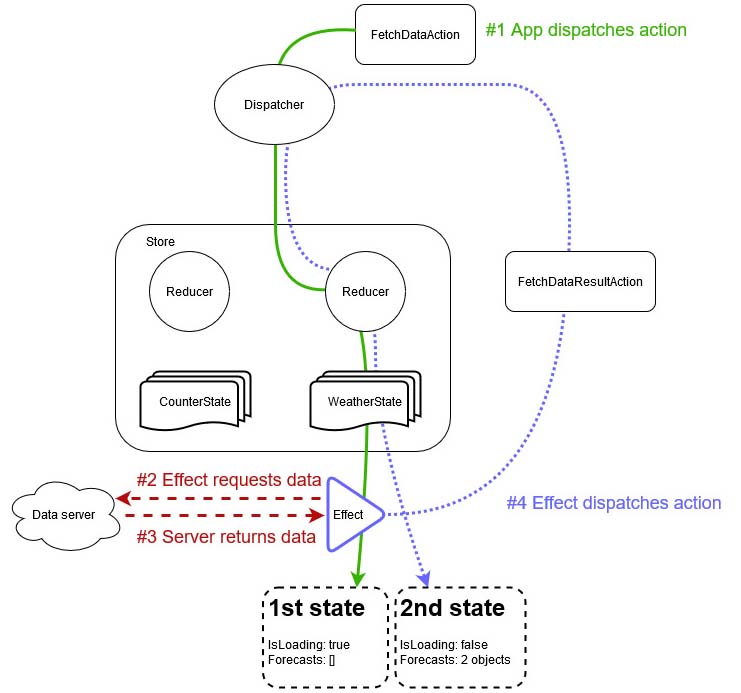 FetchDataAction
#1 App dispatches action
Dispatcher
Store
Reducer
Reducer
FetchDataResultAction
CounterState
WeatherState
#2 Effect requests data
Data server
Effect
#4 Effect dispatches action
#3 Server returns data
1st state
IsLoading: true
Forecasts: []
2nd state
IsLoading: false
Forecasts: 2 objects